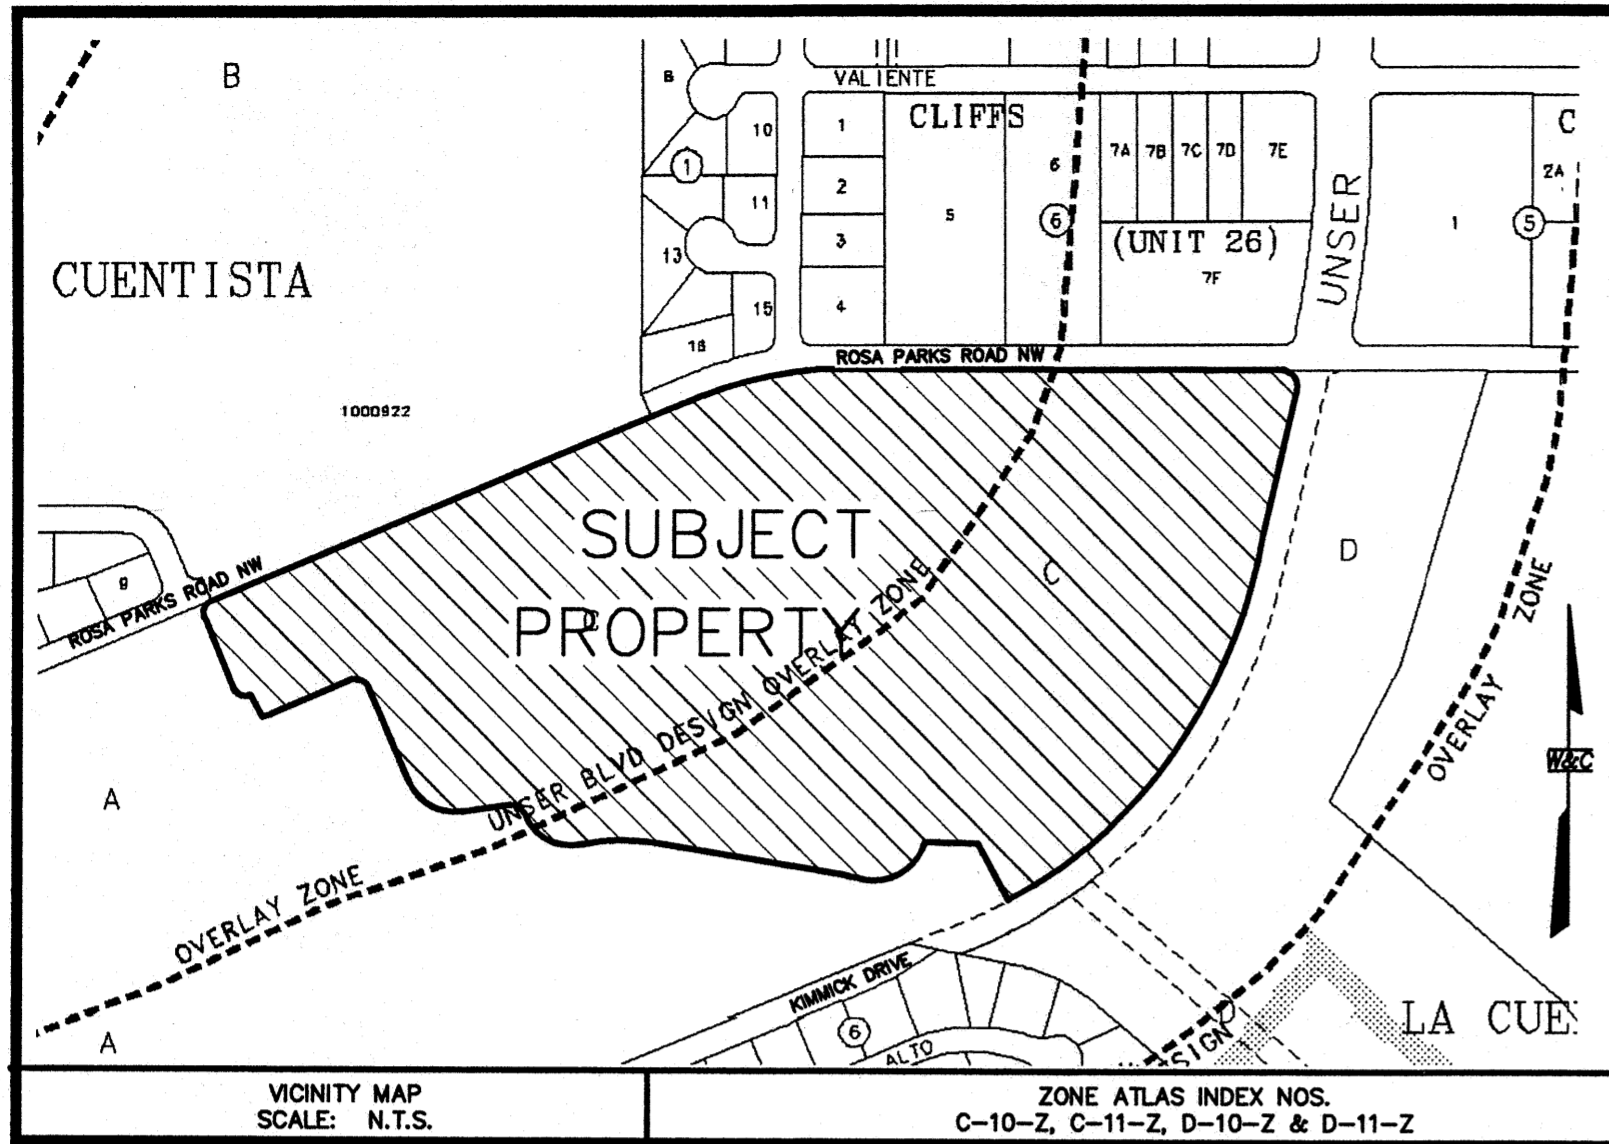 B
B
VALIENTE
CLIFFS
C
10
1
1
2
11
3
13
15
4
16
5
6
6
7A
7B
7C
7D
7E
(UNIT 26)
7F
UNSER
1
5
2A
CUENTISTA
1000922
ROSA PARKS ROAD NW
9
ROSA PARKS ROAD NW
SUBJECT
PROPERTY
C
C
D
UNSER BLVD DESIGN OVERLAY ZONE
OVERLAY ZONE
OVERLAY ZONE
A
A
W&C
KIMMICK DRIVE
6
ALTO
D
LA CUE
VICINITY MAP
SCALE: N.T.S.
ZONE ATLAS INDEX NOS.
C-10-Z, C-11-Z, D-10-Z & D-11-Z